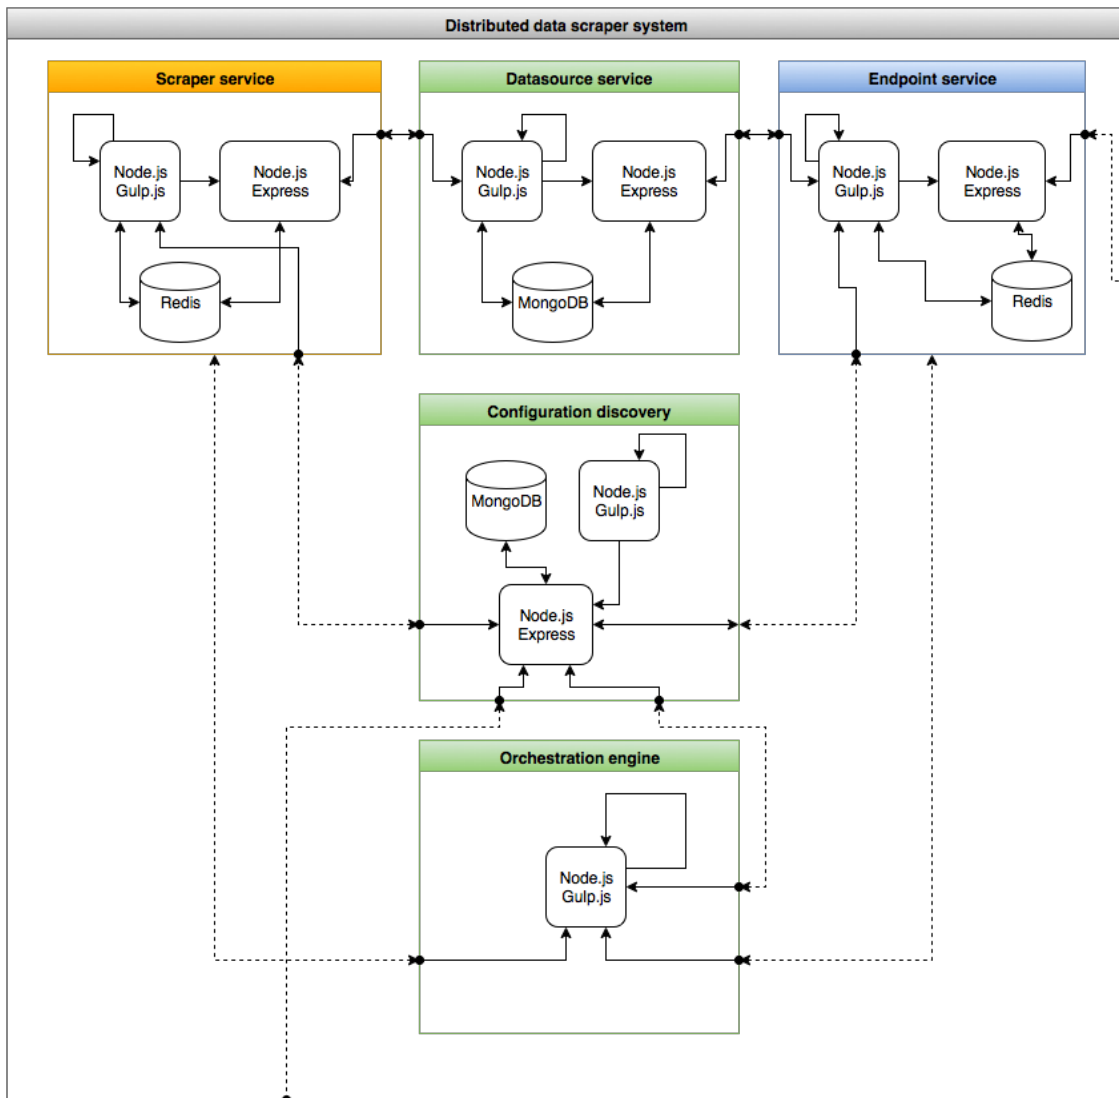 Distributed data scraper system
Scraper service
Datasource service
Endpoint service
Node.js
Gulp.js
Node.js
Express
Redis
Node.js
Gulp.js
Node.js
Express
MongoDB
Node.js
Gulp.js
Node.js
Express
Redis
Configuration discovery
MongoDB
Node.js
Gulp.js
Node.js
Express
Orchestration engine
Node.js
Gulp.js